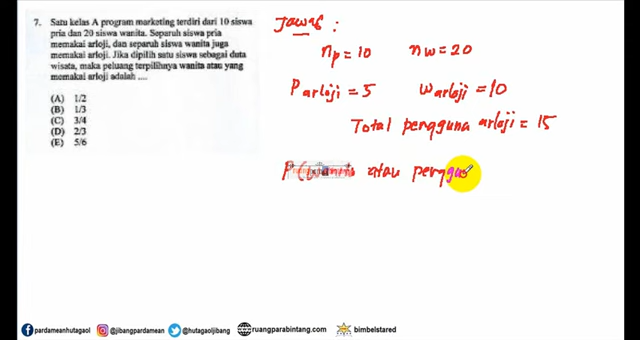 7. Satu kelas A program marketing terdiri dari 10 siswa
pria dan 20 siswa wanita. Separuh siswa pria
memakai arloji, dan separuh siswa wanita juga
memakai arloji. Jika dipilih satu siswa sebagai duta
wisata, maka peluang terpilihnya wanita atau yang
memakai arloji adalah ....
(A) 1/2
(B) 1/3
(C) 3/4
(D) 2/3
(E) 5/6
Jawab :
np = 10 nw = 20
P arloji = 5 w arloji = 10
Total pengguna arloji = 15
P( atau penggu
pardameanhutagaol @jibangpardamean @hutagaoljibang ruangparabintang.com bimbelstared